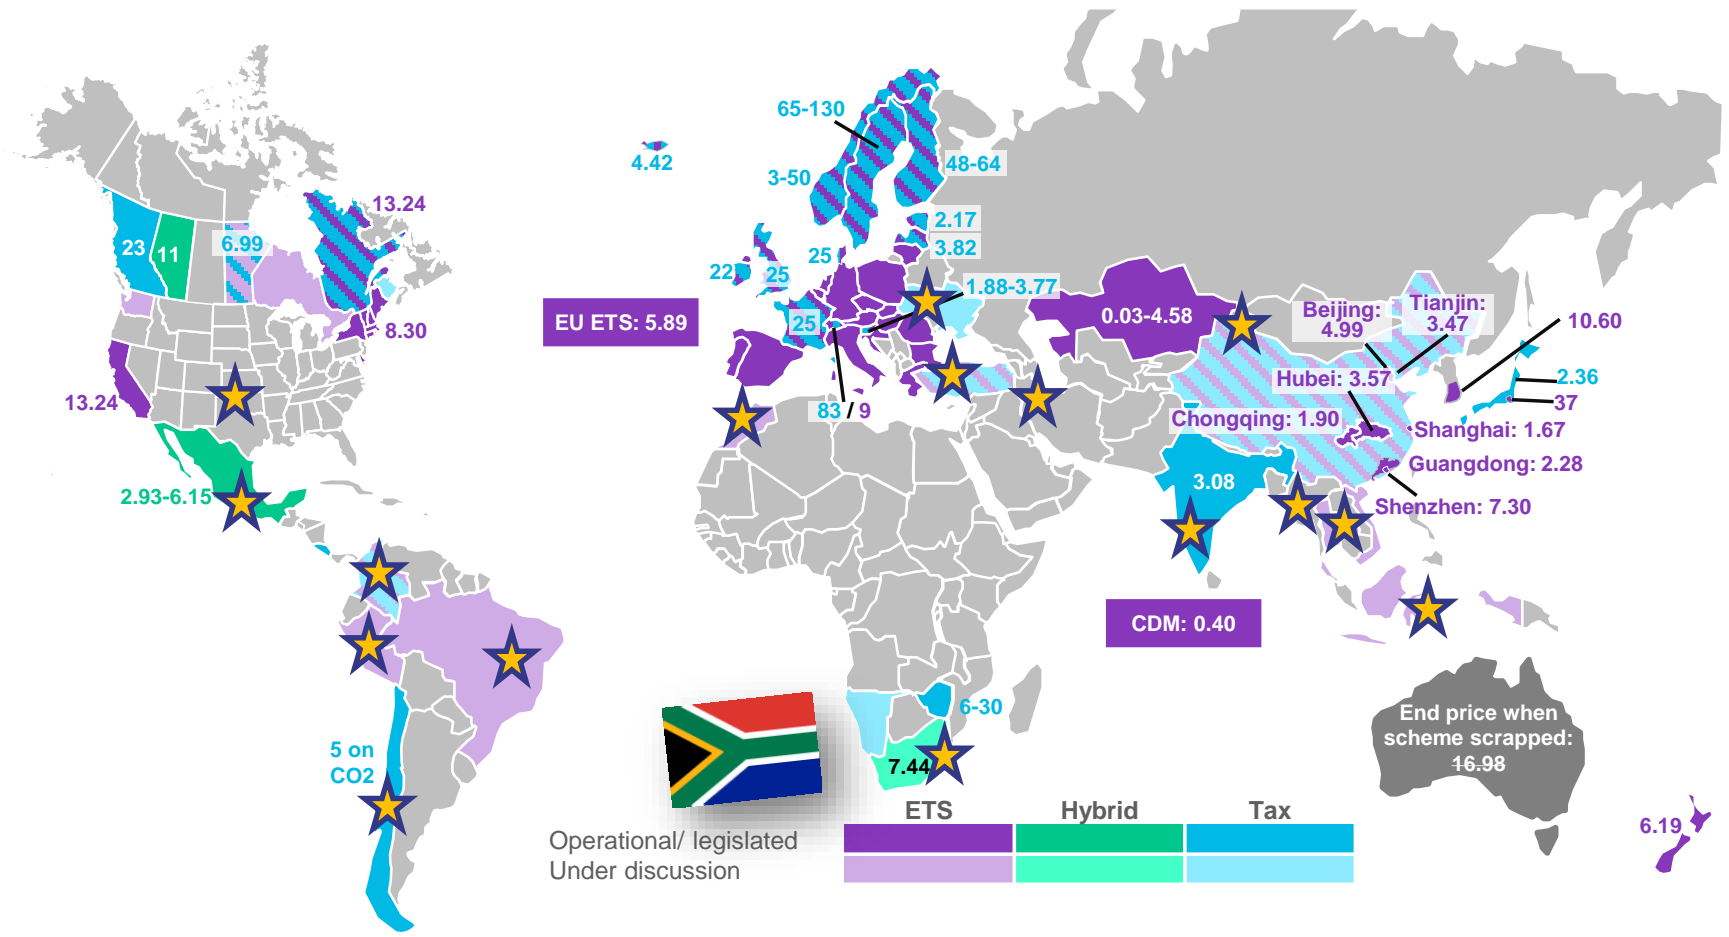 65-130
4.42
3-50
48-64
13.24
2.17
3.82
23
11
6.99
25
22
25
1.88-3.77
EU ETS: 5.89
25
8.30
0.03-4.58
Beijing:
4.99
Tianjin:
3.47
10.60
Hubei: 3.57
2.36
37
13.24
83 / 9
Chongqing: 1.90
Shanghai: 1.67
Guangdong: 2.28
3.08
2.93-6.15
Shenzhen: 7.30
CDM: 0.40
6-30
5 on
CO2
7.44
End price when
scheme scrapped:
16.98
6.19
ETS Hybrid Tax
Operational/ legislated
Under discussion